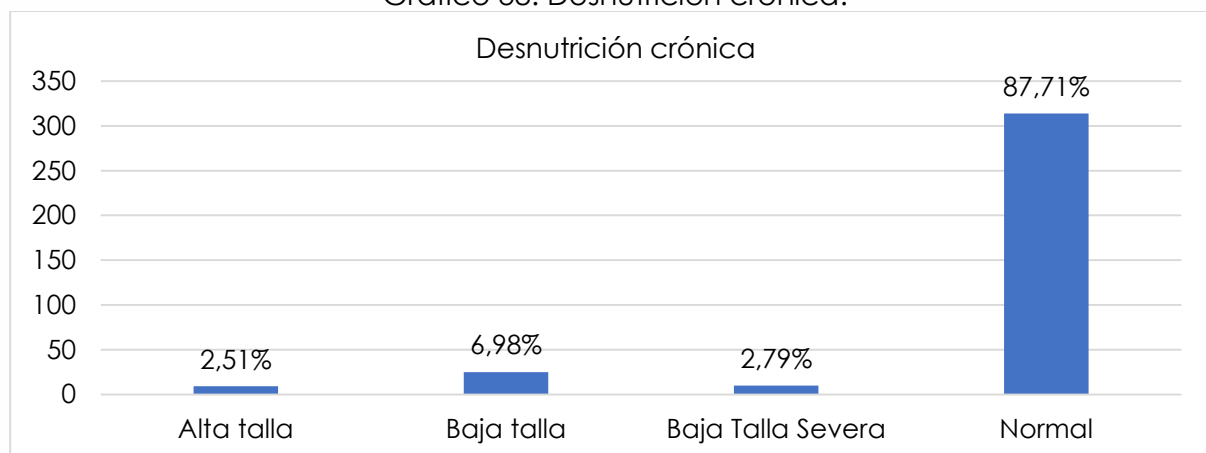 Desnutrición crónica
350
300
250
200
150
100
50
0
87,71%
6,98%
2,51%
2,79%
Alta talla
Baja talla
Baja Talla Severa
Normal